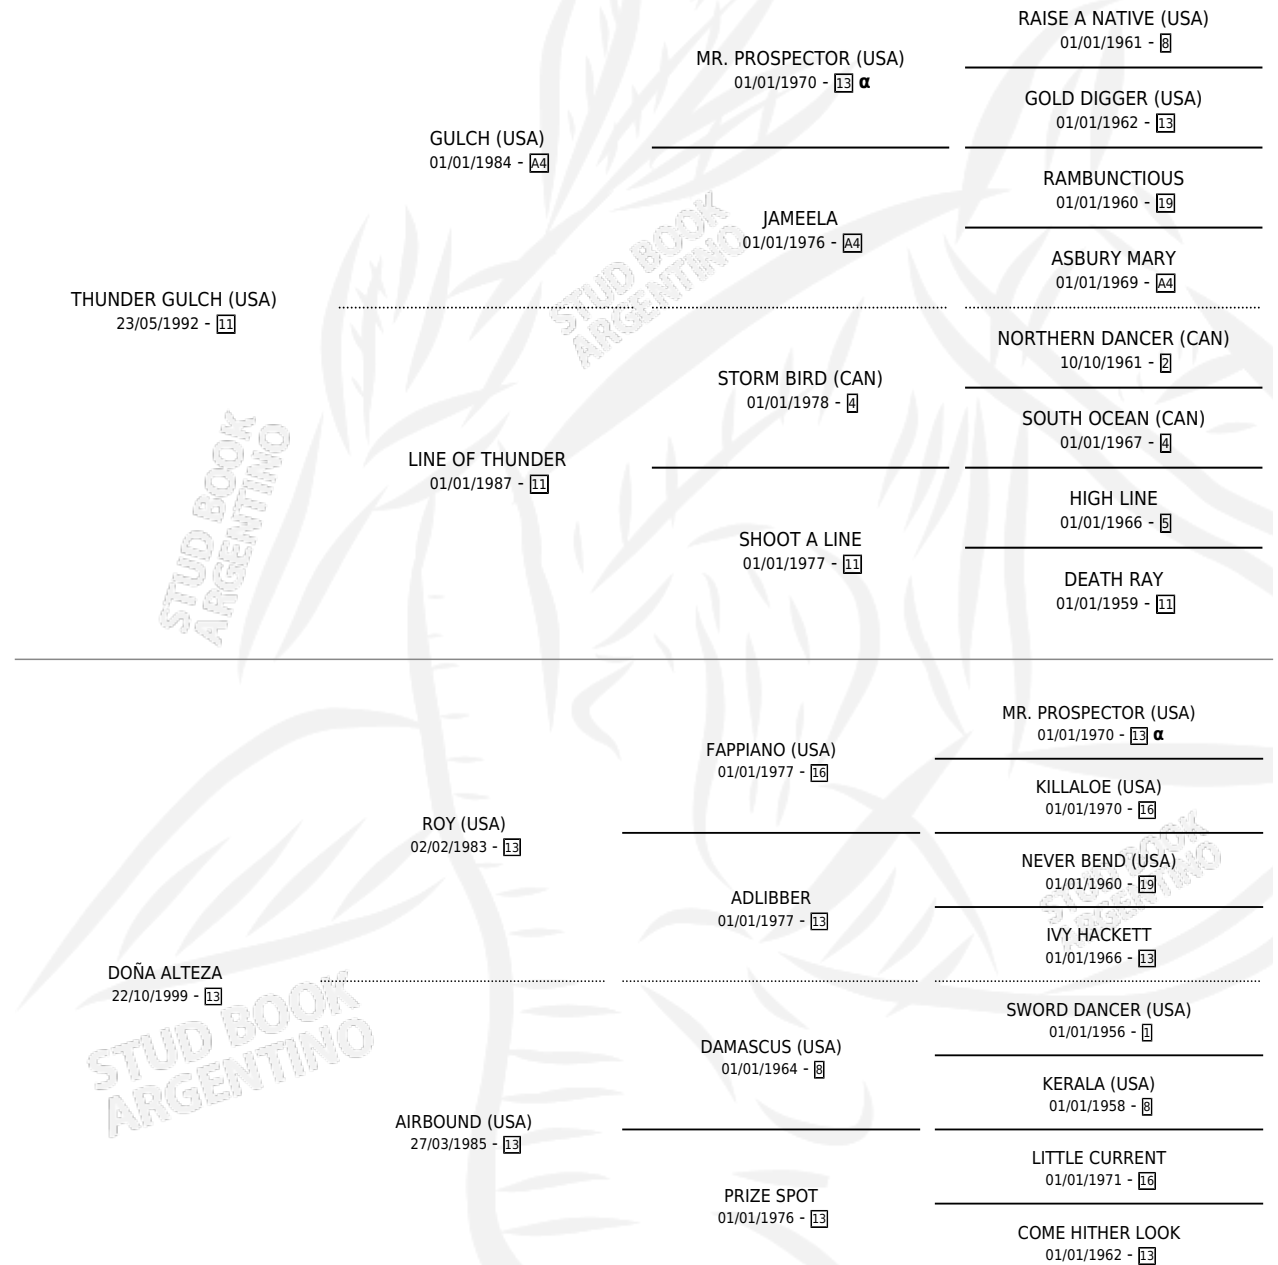 RAISE A NATIVE (USA)
01/01/1961 - 8
MR. PROSPECTOR (USA)
01/01/1970 - 13 α
GOLD DIGGER (USA)
01/01/1962 - 13
GULCH (USA)
01/01/1984 - A4
RAMBUNCTIOUS
01/01/1960 - 19
JAMEELA
01/01/1976 - A4
ASBURY MARY
01/01/1969 - A4
THUNDER GULCH (USA)
23/05/1992 - 11
NORTHERN DANCER (CAN)
10/10/1961 - 2
STORM BIRD (CAN)
01/01/1978 - 4
SOUTH OCEAN (CAN)
01/01/1967 - 4
LINE OF THUNDER
01/01/1987 - 11
HIGH LINE
01/01/1966 - 5
SHOOT A LINE
01/01/1977 - 11
DEATH RAY
01/01/1959 - 11
MR. PROSPECTOR (USA)
01/01/1970 - 13 α
FAPPIANO (USA)
01/01/1977 - 16
KILLALOE (USA)
01/01/1970 - 16
ROY (USA)
02/02/1983 - 13
NEVER BEND (USA)
01/01/1960 - 19
ADLIBBER
01/01/1977 - 13
IVY HACKETT
01/01/1966 - 13
DOÑA ALTEZA
22/10/1999 - 13
SWORD DANCER (USA)
01/01/1956 - 1
DAMASCUS (USA)
01/01/1964 - 8
KERALA (USA)
01/01/1958 - 8
AIRBOUND (USA)
27/03/1985 - 13
LITTLE CURRENT
01/01/1971 - 16
PRIZE SPOT
01/01/1976 - 13
COME HITHER LOOK
01/01/1962 - 13
STUD BOOK
ARGENTINO
STUD BOOK
ARGENTINO
STUD BOOK
ARGENTINO
STUD BOOK
ARGENTINO